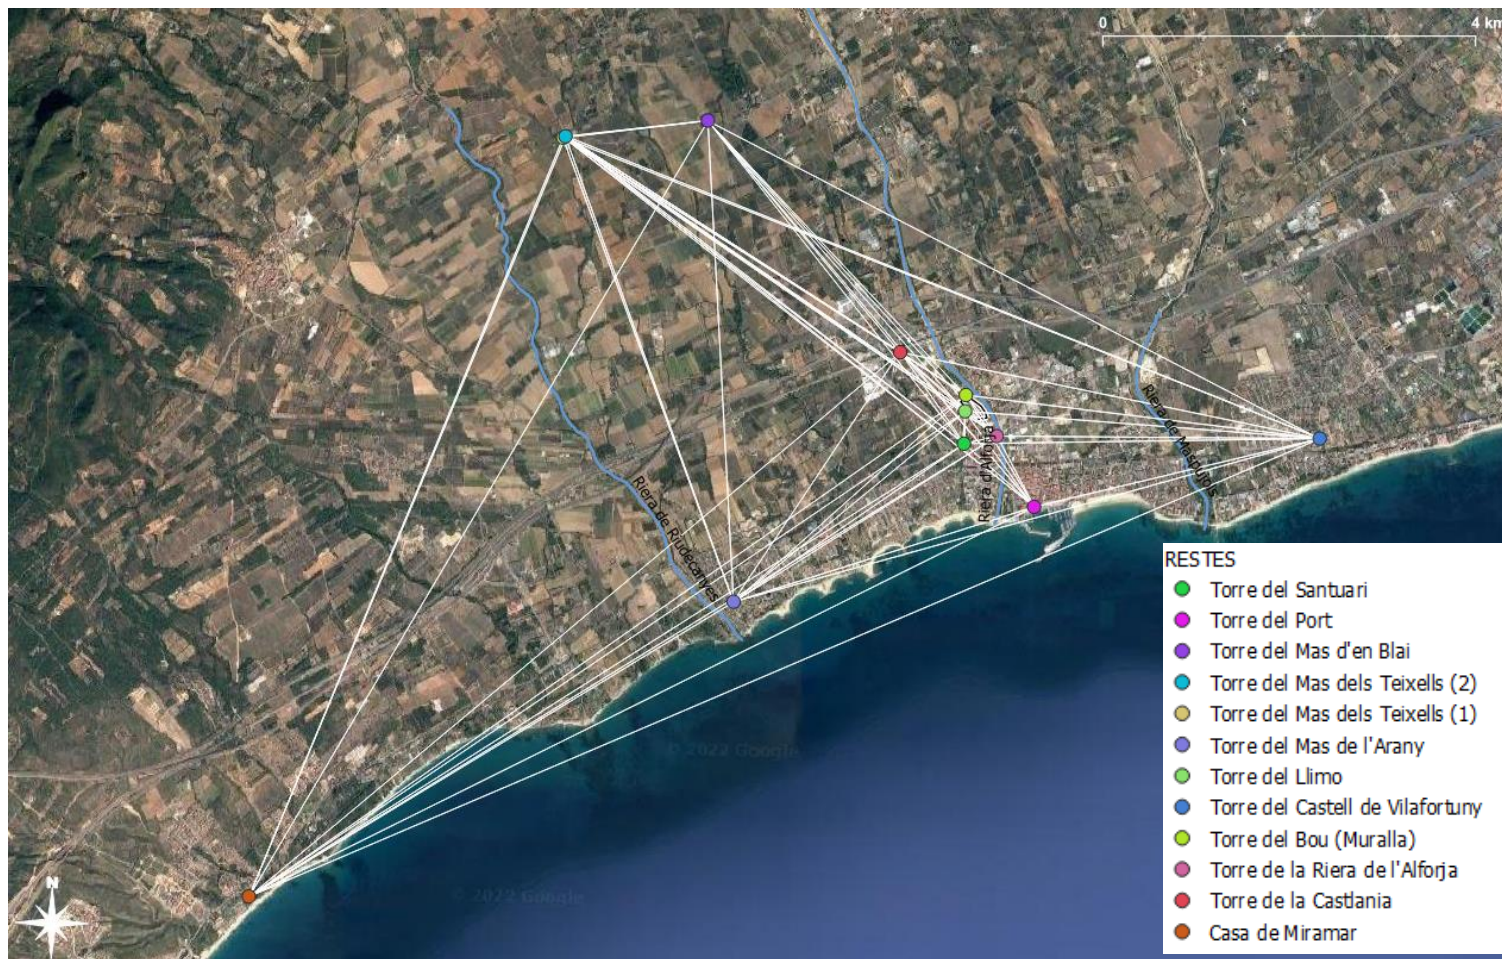 0
4 km
Riera de Riudecanyes
Riera d'Alforja
Riera de Maspujols
RESTES
Torre del Santuari
Torre del Port
Torre del Mas d'en Blai
Torre del Mas dels Teixells (2)
Torre del Mas dels Teixells (1)
Torre del Mas de l'Arany
Torre del Llimo
Torre del Castell de Vilafortuny
Torre del Bou (Muralla)
Torre de la Riera de l'Alforja
Torre de la Castlania
Casa de Miramar
© 2022 Google
© 2022 Google
N